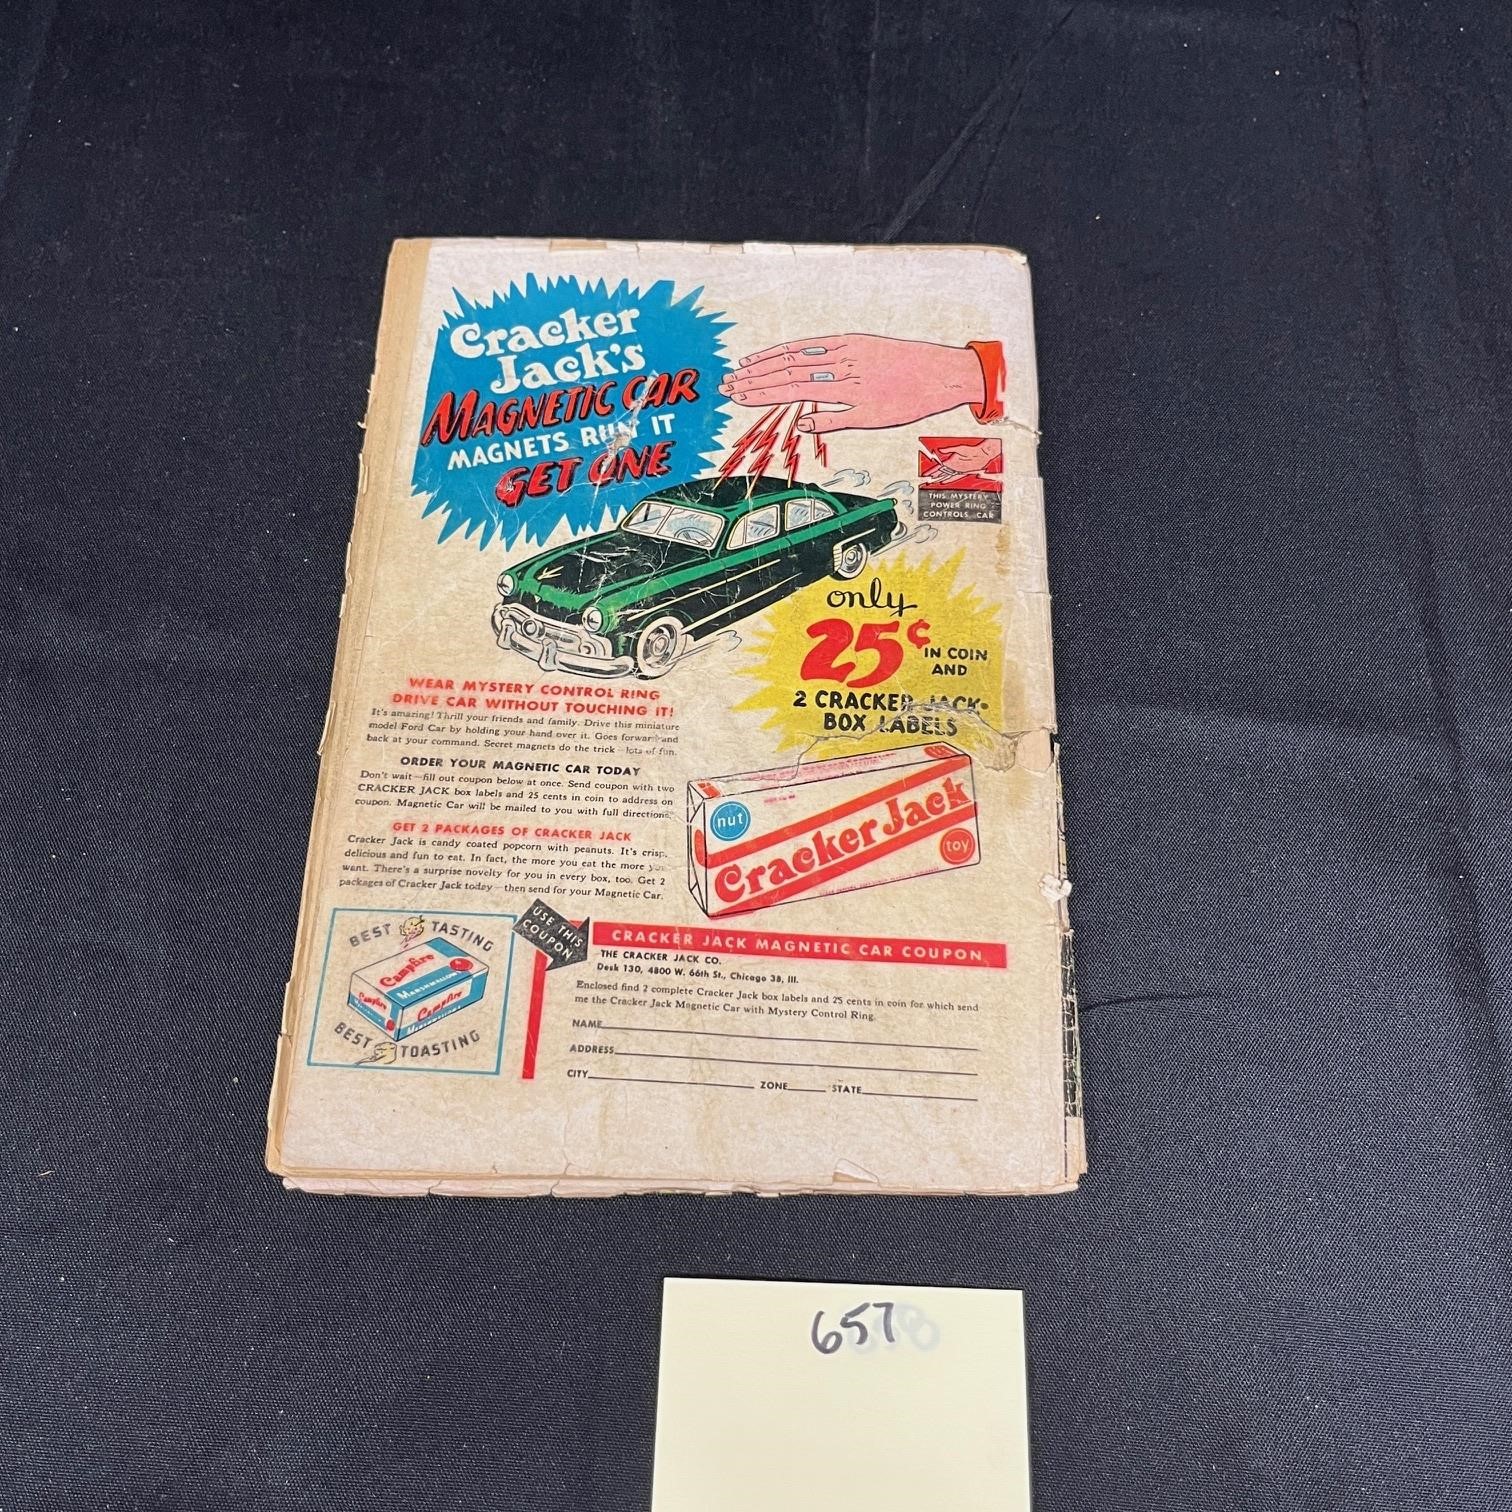 Cracker
Jack's
MAGNETIC CAR
MAGNETS RUN IT
GET ONE
THIS MYSTERY
POWER RING
CONTROLS CAR
only
25¢
IN COIN
AND
2 CRACKER JACK-
BOX LABELS
WEAR MYSTERY CONTROL RING
DRIVE CAR WITHOUT TOUCHING IT!
It's amazing! Thrill your friends and family. Drive this miniature
model Ford Car by holding your hand over it. Goes forward and
back at your command. Secret magnets do the trick—lots of fun.
ORDER YOUR MAGNETIC CAR TODAY
Don't wait—fill out coupon below at once. Send coupon with two
CRACKER JACK box labels and 25 cents in coin to address on
coupon. Magnetic Car will be mailed to you with full directions.
GET 2 PACKAGES OF CRACKER JACK
Cracker Jack is candy coated popcorn with peanuts. It's crisp,
delicious and fun to eat. In fact, the more you eat the more you
want. There's a surprise novelty for you in every box, too. Get 2
packages of Cracker Jack today—then send for your Magnetic Car.
nut
Cracker Jack
toy
BEST TASTING
Campfire
MARSHMALLOWS
Campfire
Campfire
MARSHMALLOWS
BEST TOASTING
USE THIS
COUPON
CRACKER JACK MAGNETIC CAR COUPON
THE CRACKER JACK CO.
Desk 130, 4800 W. 66th St., Chicago 38, Ill.
Enclosed find 2 complete Cracker Jack box labels and 25 cents in coin for which send
me the Cracker Jack Magnetic Car with Mystery Control Ring.
NAME
ADDRESS
CITY ZONE STATE
657